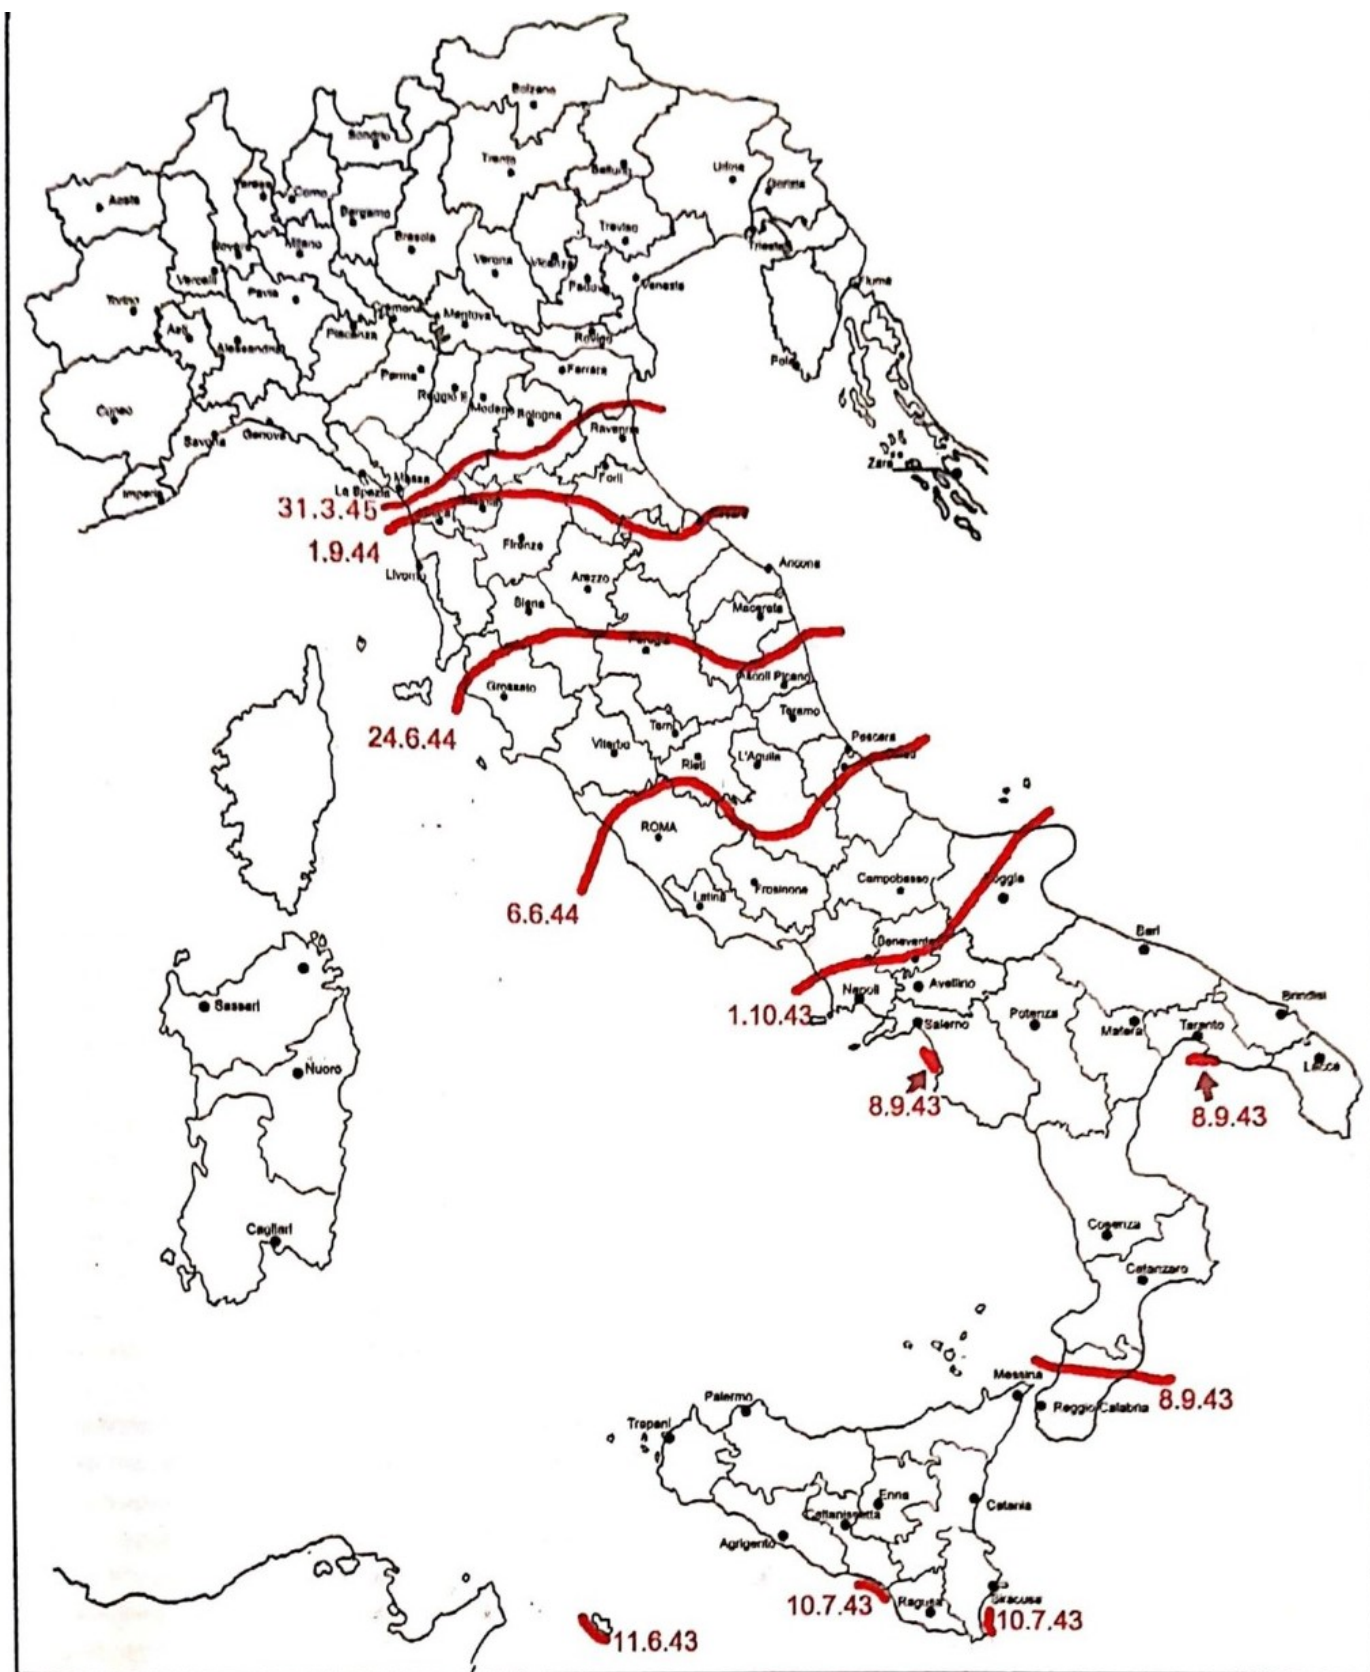 Bolzano
Sondrio
Trento
Belluno
Udine
Gorizia
Aosta
Varese
Como
Bergamo
Treviso
Brescia
Novara
Milano
Verona
Vicenza
Trieste
Vercelli
Pavia
Padova
Venezia
Fiume
Torino
Cremona
Mantova
Asti
Piacenza
Rovigo
Alessandria
Pola
Parma
Ferrara
Reggio E.
Modena
Cuneo
Bologna
Savona
Genova
Ravenna
Zara
Massa
Forlì
Imperia
La Spezia
31.3.45
1.9.44
Firenze
Ancona
Livorno
Arezzo
Siena
Macerata
Perugia
Ascoli Piceno
Grosseto
24.6.44
Teramo
Terni
Viterbo
Pescara
L'Aquila
Rieti
ROMA
Campobasso
Foggia
Frosinone
Latina
6.6.44
Bari
Benevento
Avellino
Napoli
Brindisi
1.10.43
Salerno
Potenza
Matera
Taranto
Sassari
Lecce
Nuoro
8.9.43
8.9.43
Cosenza
Cagliari
Catanzaro
Messina
8.9.43
Palermo
Reggio Calabria
Trapani
Enna
Catania
Caltanissetta
Agrigento
10.7.43
Ragusa
Siracusa
10.7.43
11.6.43